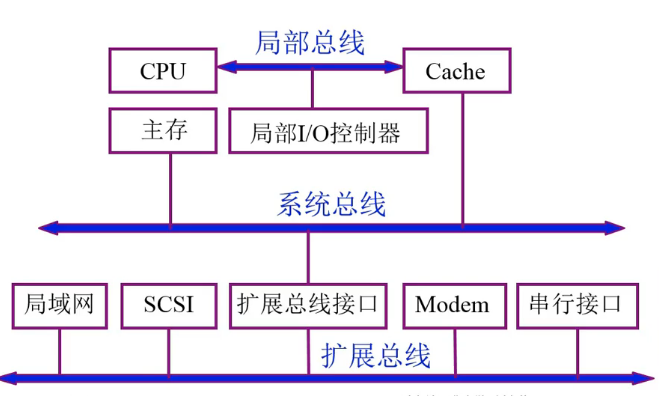 局部总线
CPU
Cache
主存
局部I/O控制器
系统总线
局域网
SCSI
扩展总线接口
Modem
串行接口
扩展总线